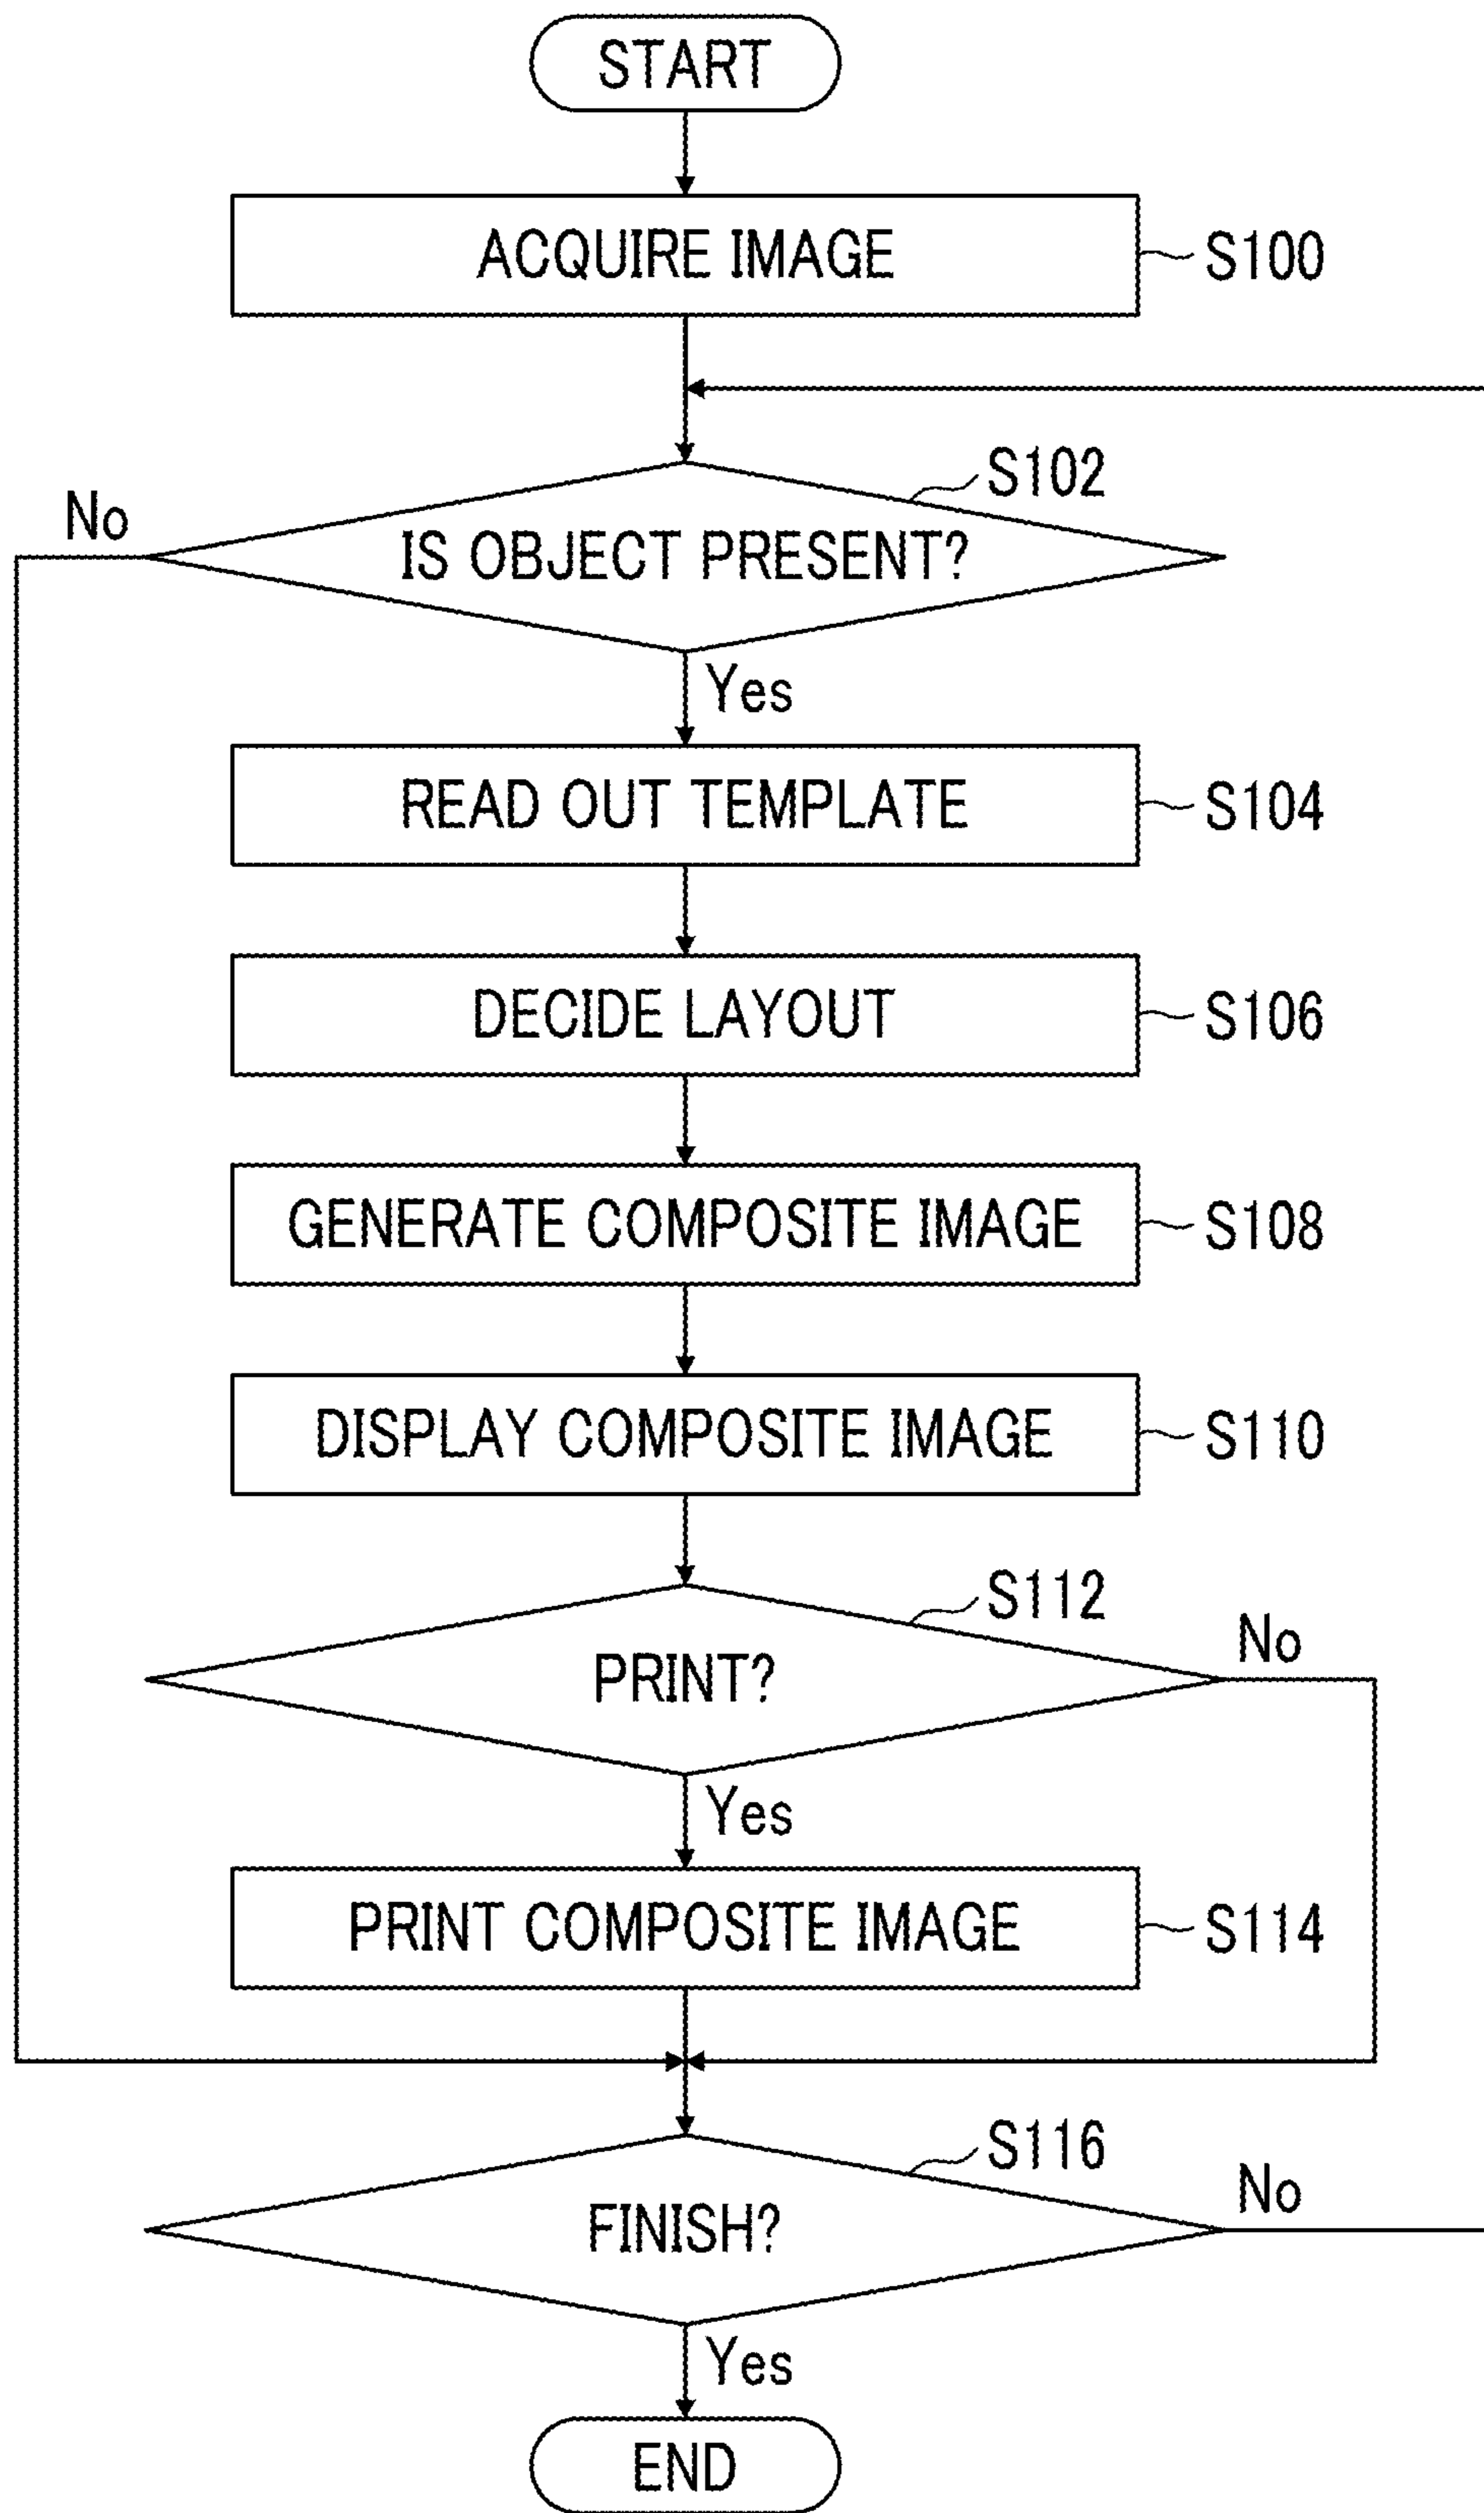 START
ACQUIRE IMAGE
S100
S102
No
IS OBJECT PRESENT?
Yes
READ OUT TEMPLATE
S104
DECIDE LAYOUT
S106
GENERATE COMPOSITE IMAGE
S108
DISPLAY COMPOSITE IMAGE
S110
S112
No
PRINT?
Yes
PRINT COMPOSITE IMAGE
S114
S116
No
FINISH?
Yes
END